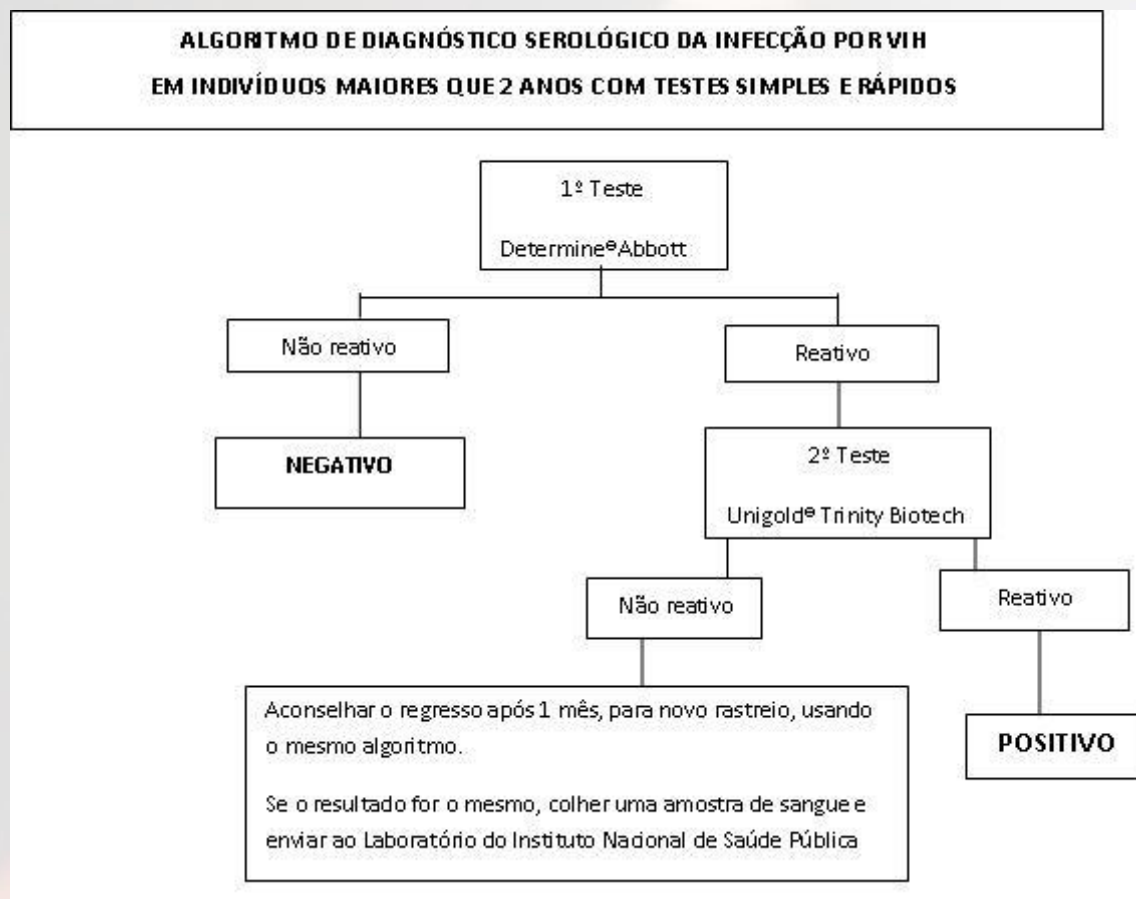 ALGORITMO DE DIAGNÓSTICO SEROLÓGICO DA INFECÇÃO POR VIH
EM INDIVÍDUOS MAIORES QUE 2 ANOS COM TESTES SIMPLES E RÁPIDOS
1º Teste
Determine®Abbott
Não reativo
Reativo
NEGATIVO
2º Teste
Unigold® Trinity Biotech
Não reativo
Reativo
Aconselhar o regresso após 1 mês, para novo rastreio, usando
o mesmo algoritmo.
Se o resultado for o mesmo, colher uma amostra de sangue e
enviar ao Laboratório do Instituto Nacional de Saúde Pública
POSITIVO